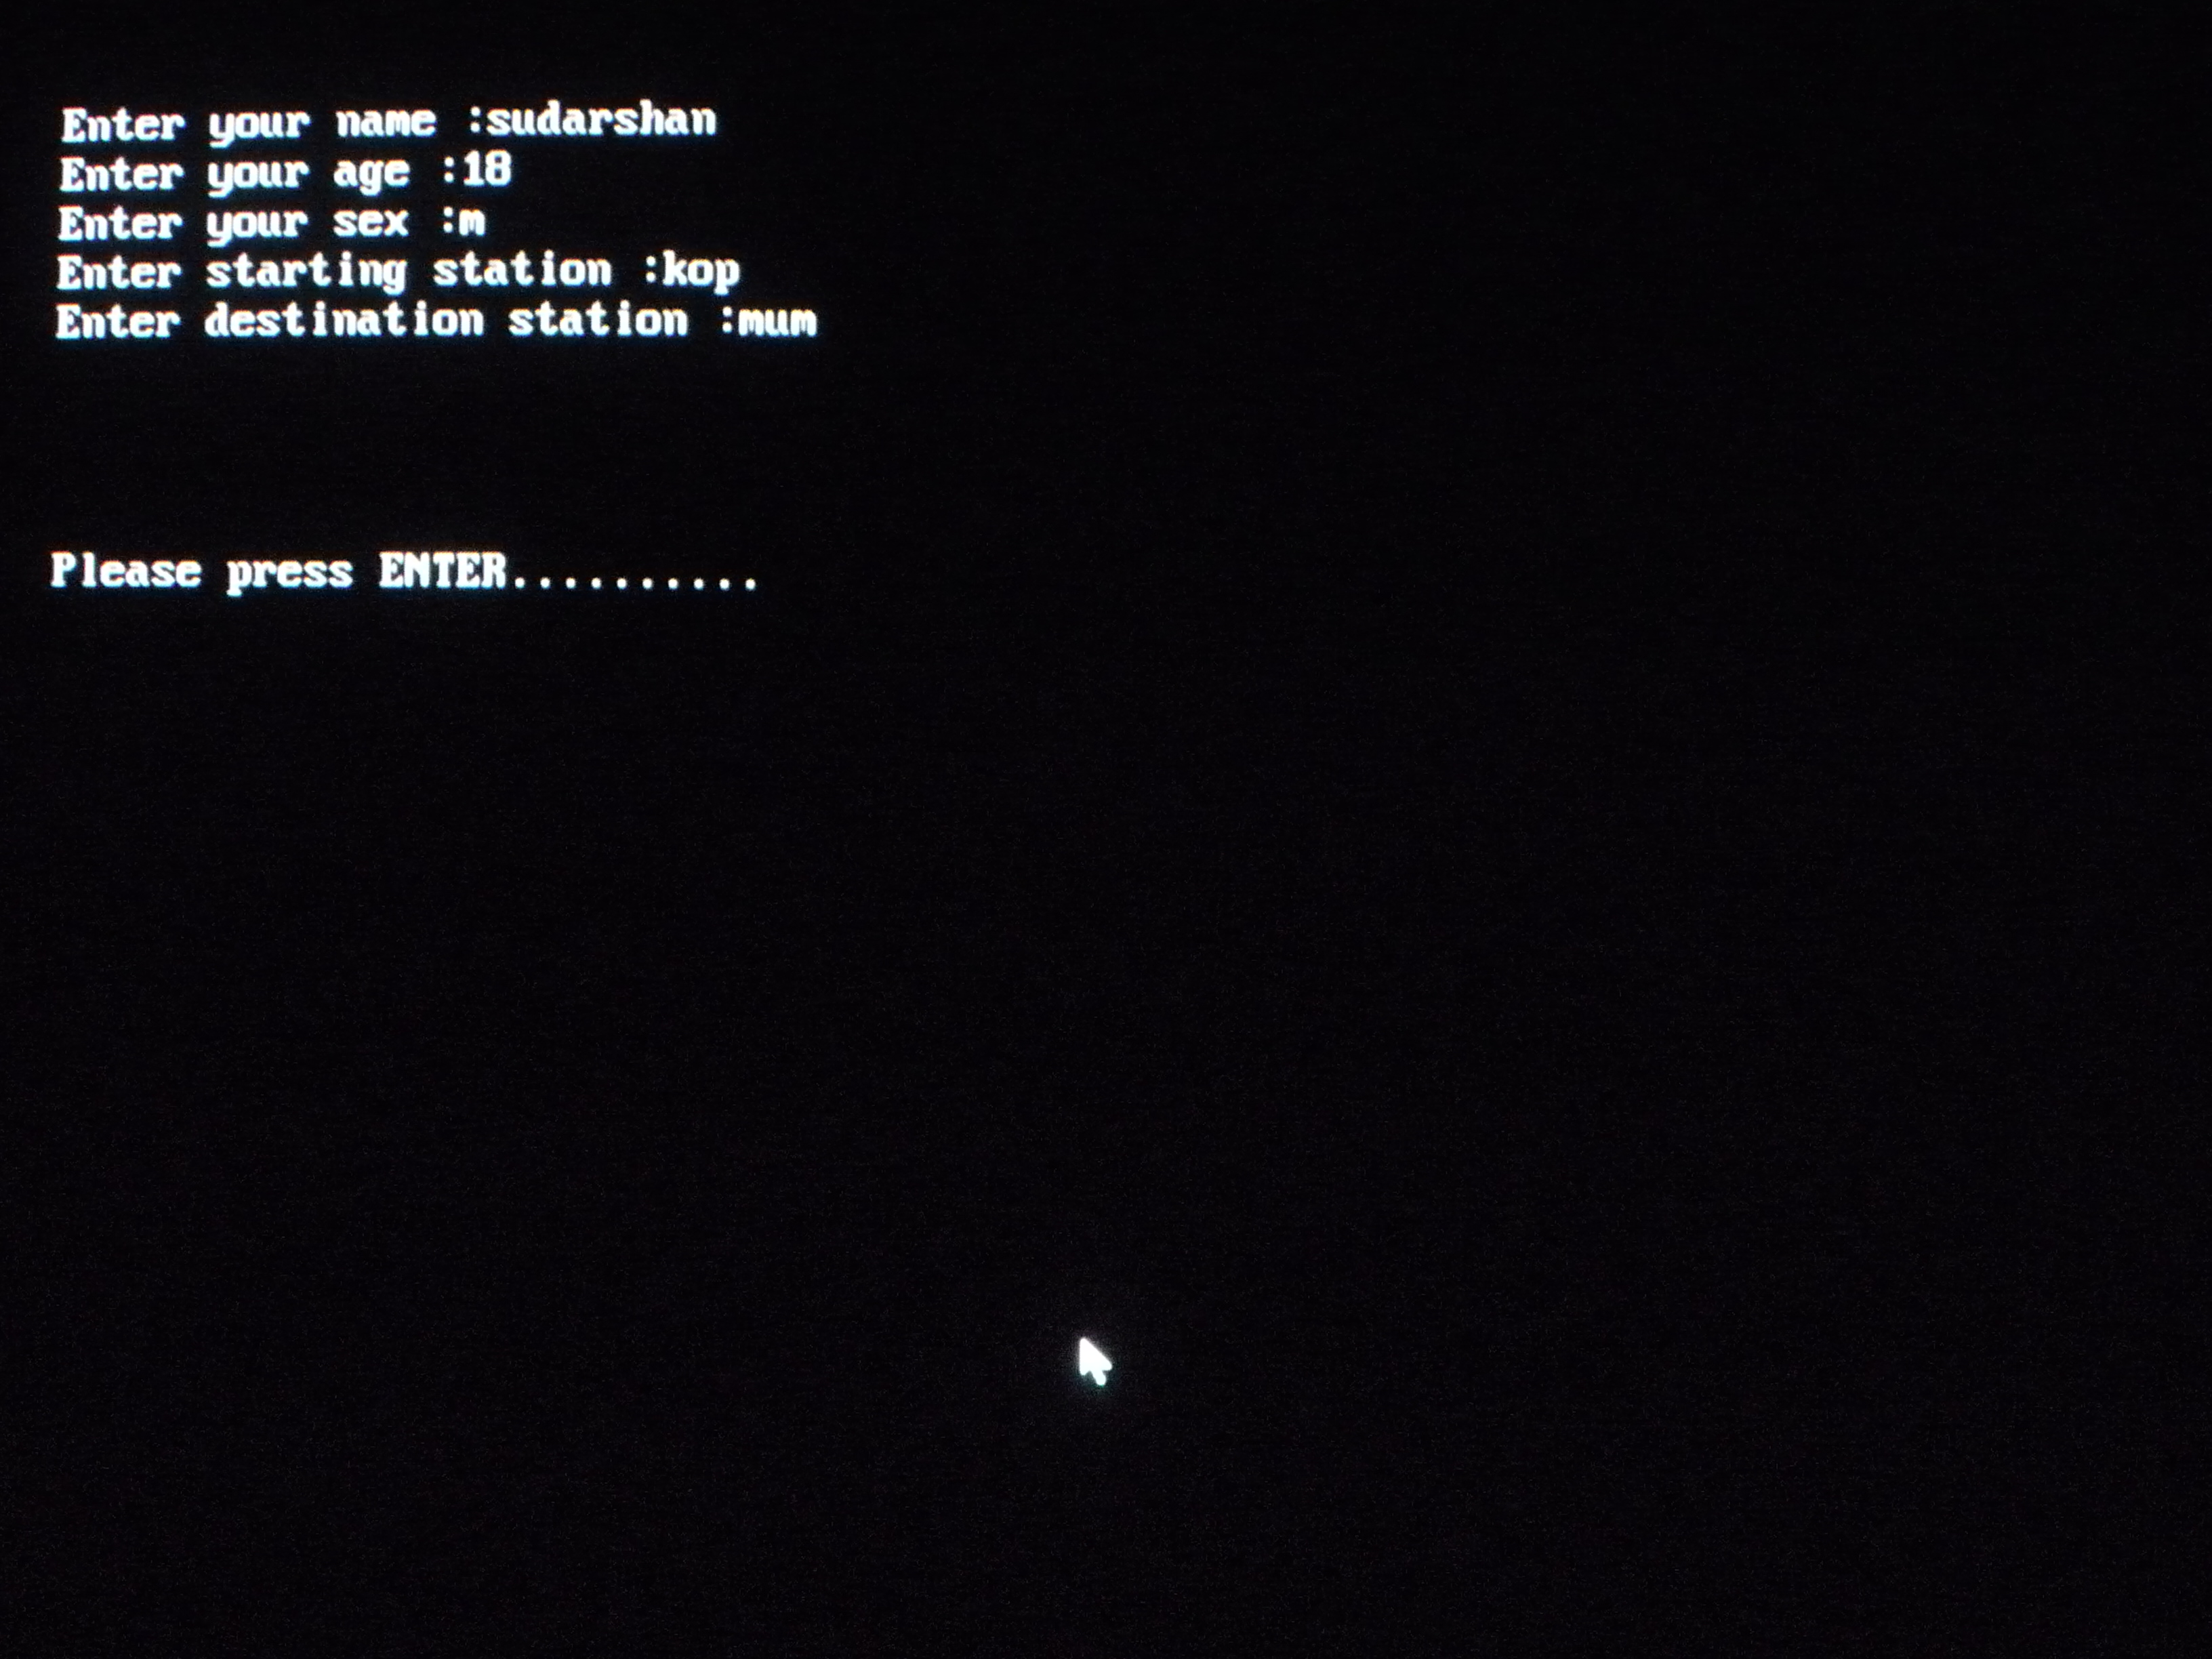 Enter your name :sudarshan
Enter your age :18
Enter your sex :m
Enter starting station :kop
Enter destination station :mum
Please press ENTER..........